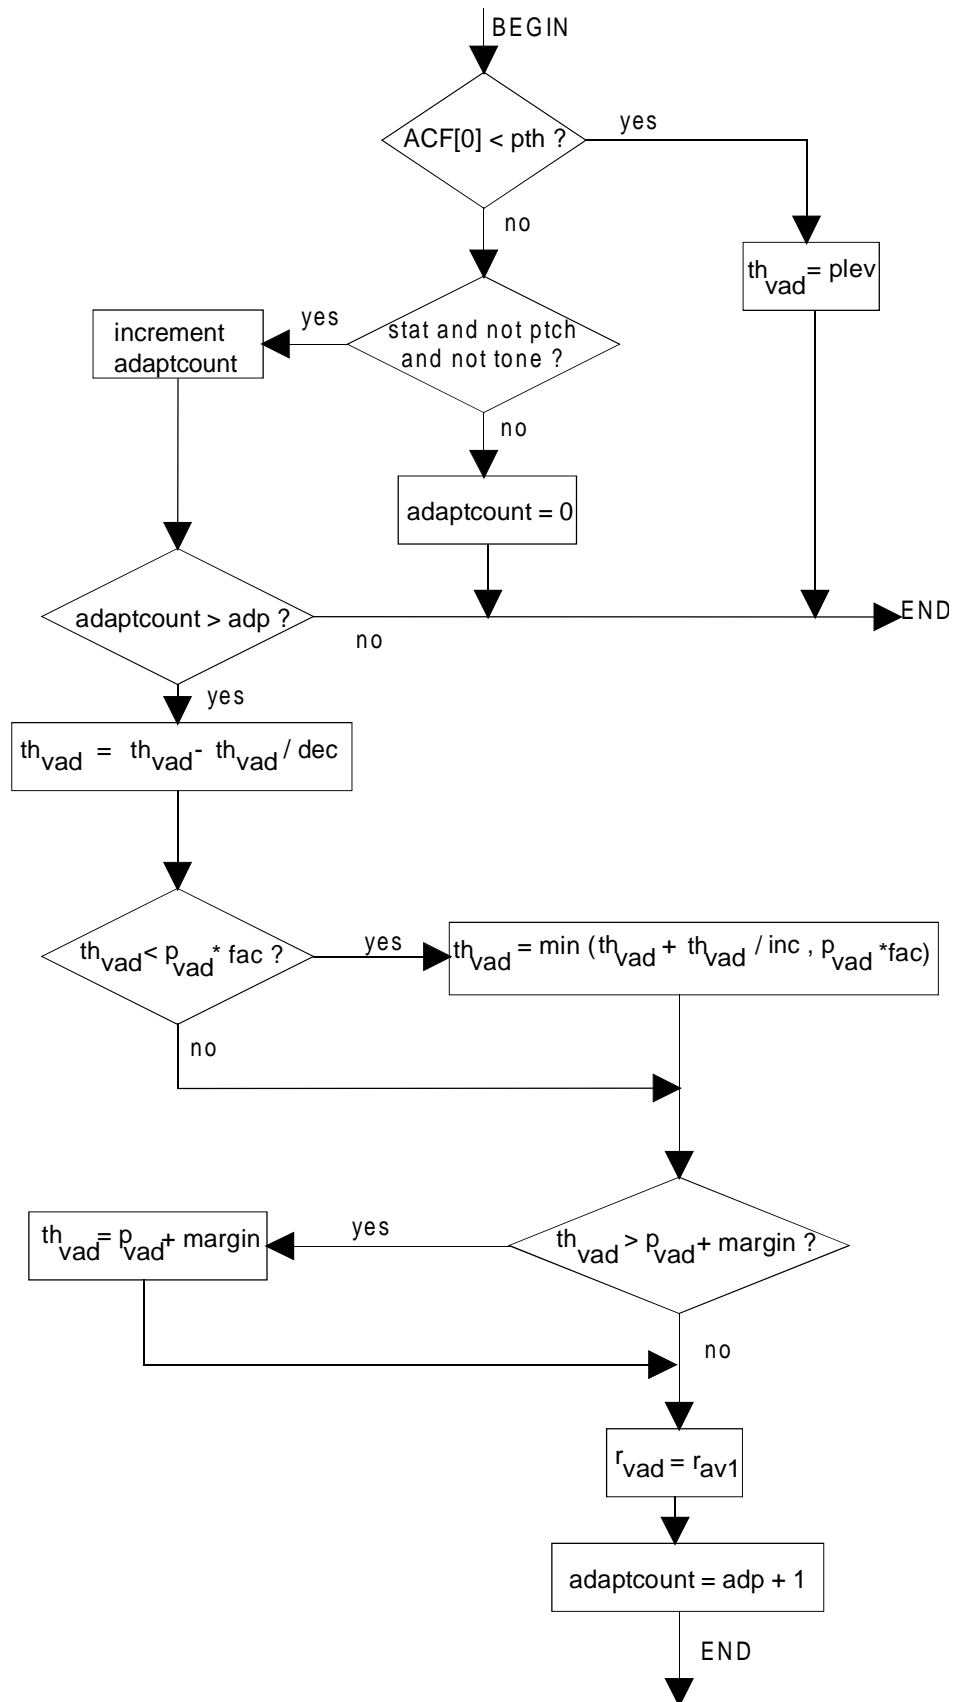 BEGIN
ACF[0] < pth ?
yes
no
th_vad = plev
stat and not ptch
and not tone ?
yes
increment
adaptcount
no
adaptcount = 0
adaptcount > adp ?
no
END
yes
th_vad = th_vad - th_vad / dec
th_vad < p_vad * fac ?
yes
th_vad = min (th_vad + th_vad / inc , p_vad *fac)
no
th_vad > p_vad + margin ?
yes
th_vad = p_vad + margin
no
r_vad = r_av1
adaptcount = adp + 1
END